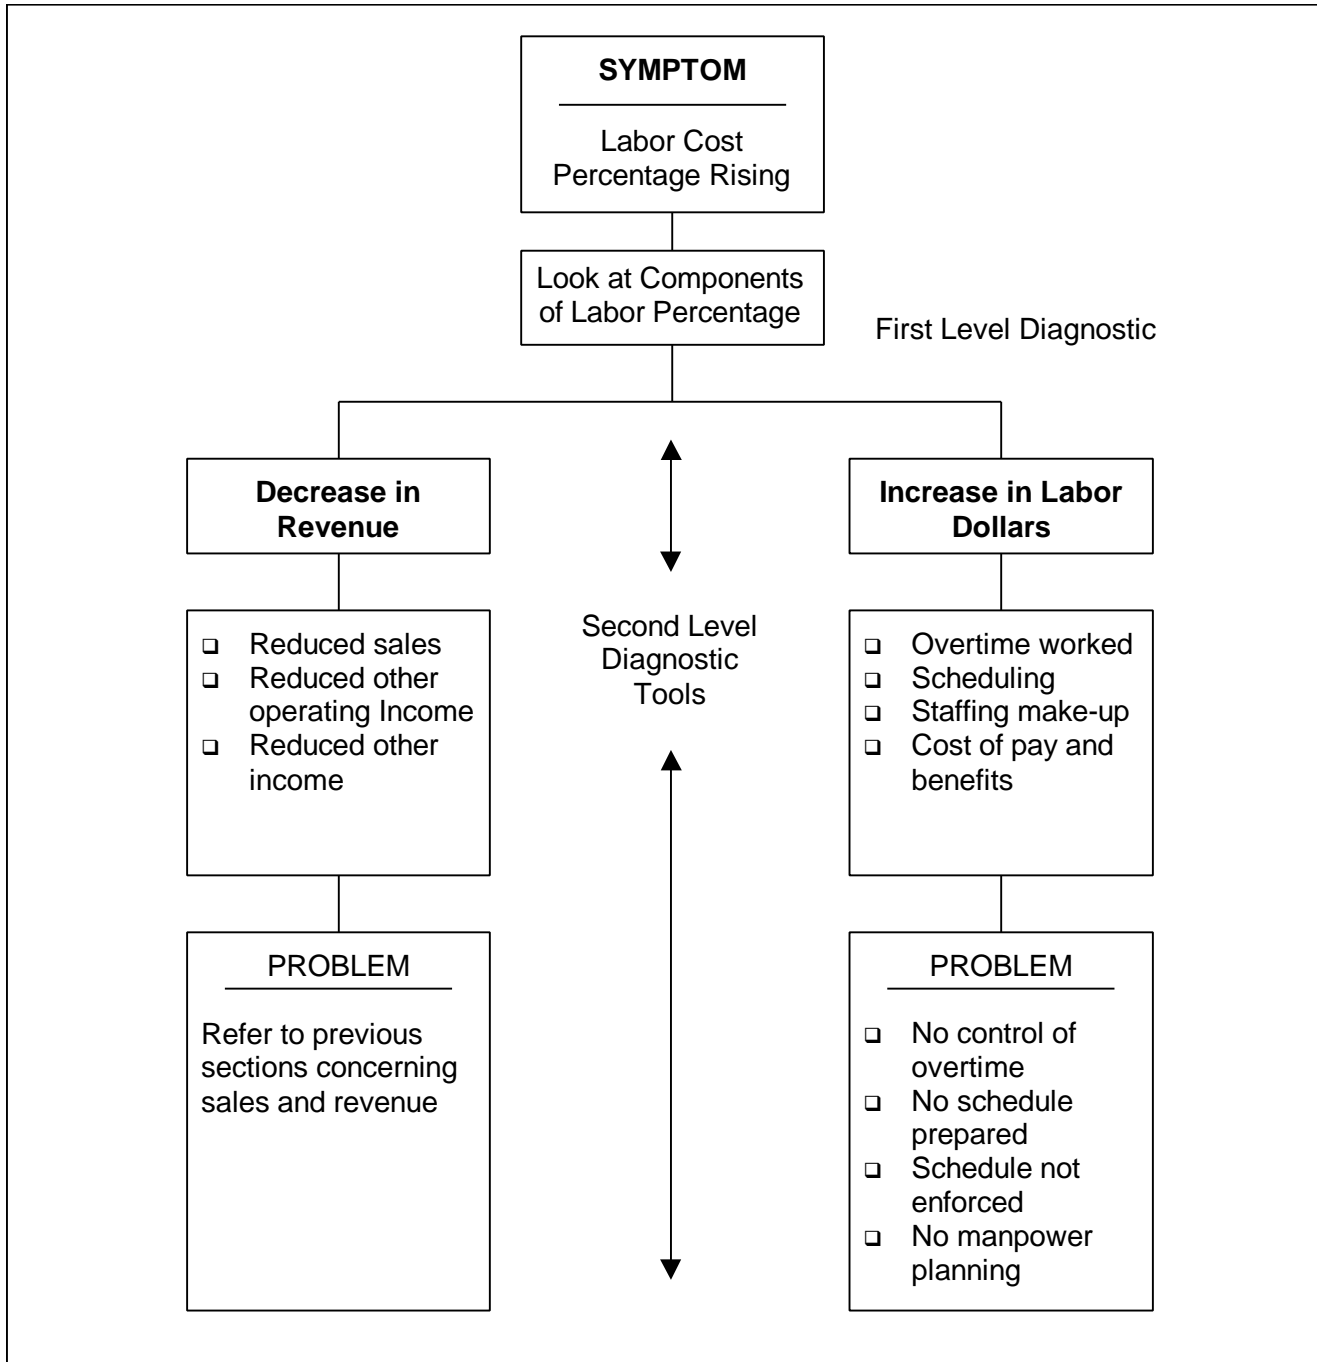 SYMPTOM
Labor Cost
Percentage Rising
Look at Components
of Labor Percentage
First Level Diagnostic
Decrease in
Revenue
Increase in Labor
Dollars
❑ Reduced sales
❑ Reduced other
operating Income
❑ Reduced other
income
Second Level
Diagnostic
Tools
❑ Overtime worked
❑ Scheduling
❑ Staffing make-up
❑ Cost of pay and
benefits
PROBLEM
Refer to previous
sections concerning
sales and revenue
PROBLEM
❑ No control of
overtime
❑ No schedule
prepared
❑ Schedule not
enforced
❑ No manpower
planning